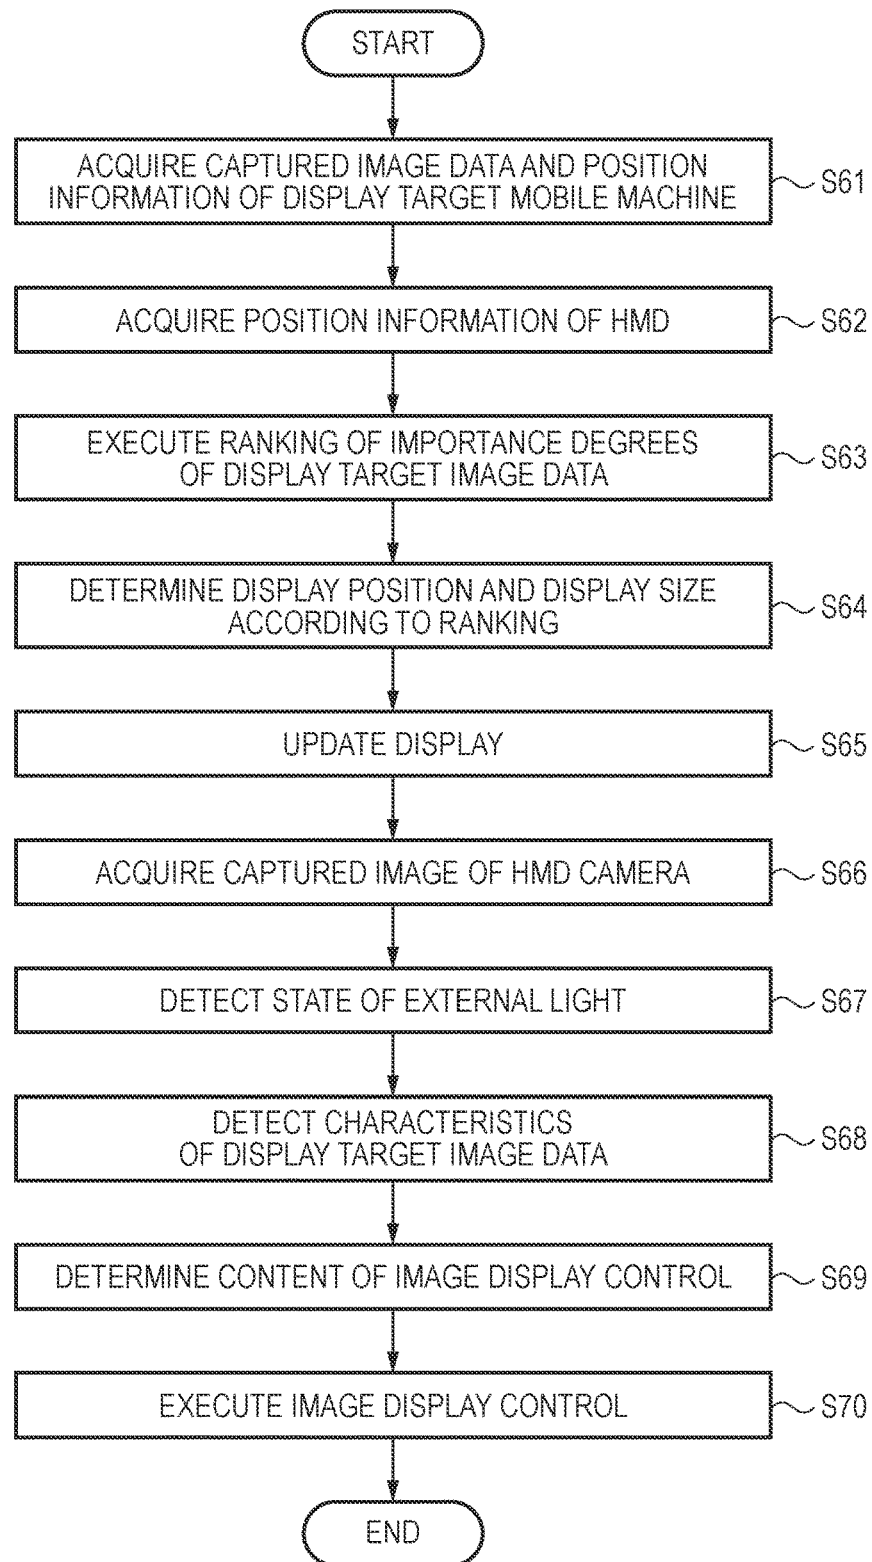 START
ACQUIRE CAPTURED IMAGE DATA AND POSITION
INFORMATION OF DISPLAY TARGET MOBILE MACHINE
S61
ACQUIRE POSITION INFORMATION OF HMD
S62
EXECUTE RANKING OF IMPORTANCE DEGREES
OF DISPLAY TARGET IMAGE DATA
S63
DETERMINE DISPLAY POSITION AND DISPLAY SIZE
ACCORDING TO RANKING
S64
UPDATE DISPLAY
S65
ACQUIRE CAPTURED IMAGE OF HMD CAMERA
S66
DETECT STATE OF EXTERNAL LIGHT
S67
DETECT CHARACTERISTICS
OF DISPLAY TARGET IMAGE DATA
S68
DETERMINE CONTENT OF IMAGE DISPLAY CONTROL
S69
EXECUTE IMAGE DISPLAY CONTROL
S70
END